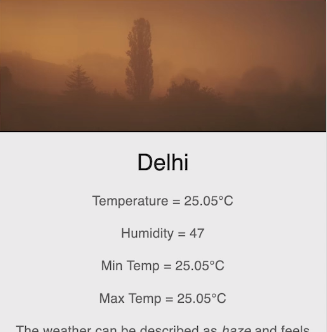 Delhi
Temperature = 25.05°C
Humidity = 47
Min Temp = 25.05°C
Max Temp = 25.05°C
The weather can be described as haze and feels